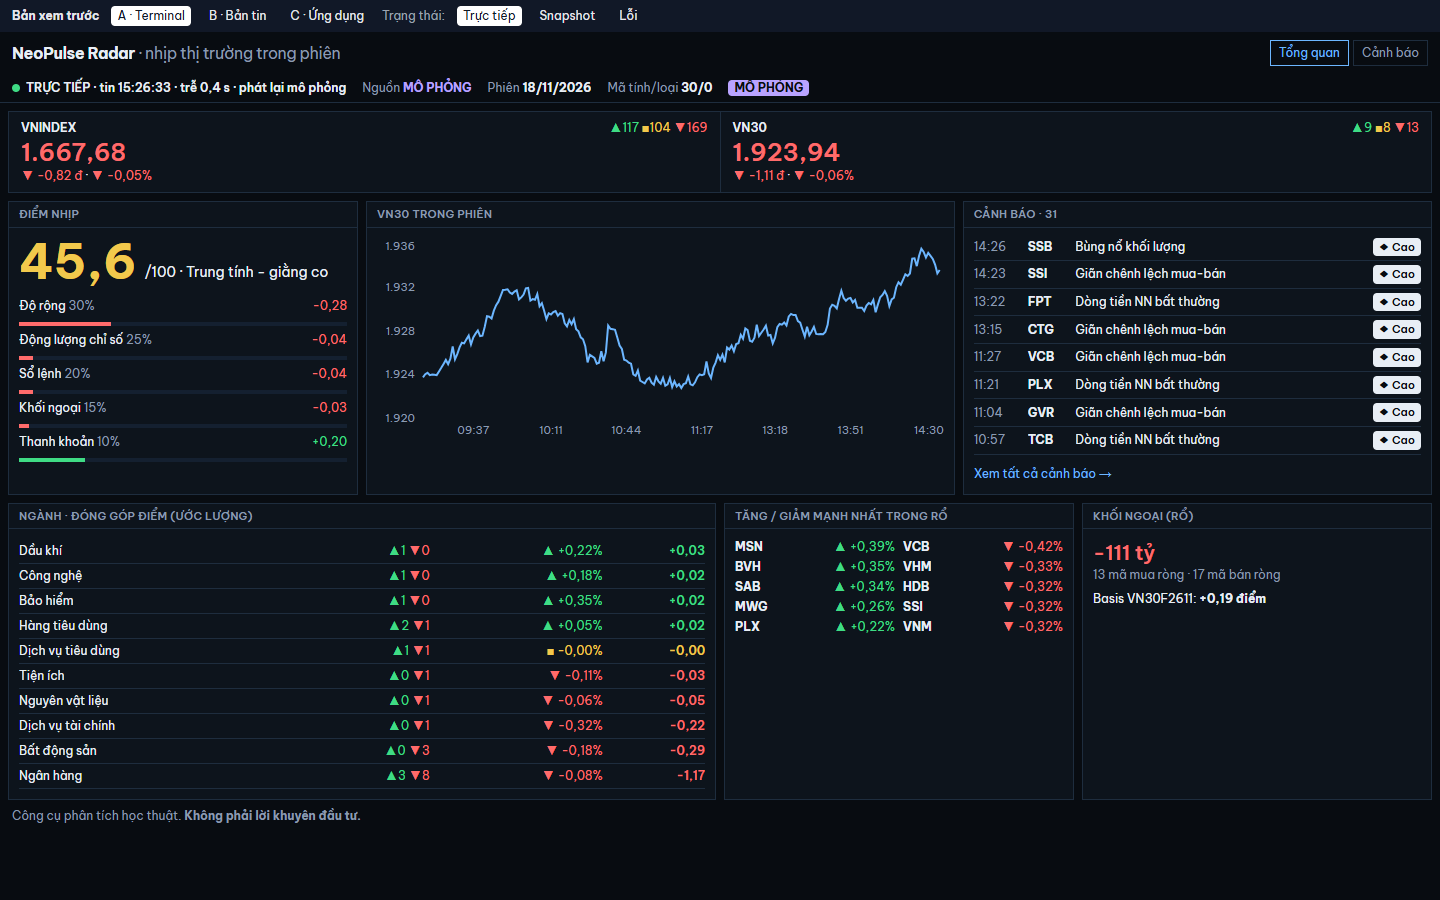 Bản xem trước A · Terminal B · Bản tin C · Ứng dụng Trạng thái: Trực tiếp Snapshot Lỗi
NeoPulse Radar · nhịp thị trường trong phiên Tổng quan Cảnh báo
TRỰC TIẾP · tin 15:26:33 · trễ 0,4 s · phát lại mô phỏng Nguồn MÔ PHỎNG Phiên 18/11/2026 Mã tính/loại 30/0 MÔ PHỎNG
VNINDEX ▲117 ■104 ▼169
1.667,68
▼ -0,82 đ · ▼ -0,05%
VN30 ▲9 ■8 ▼13
1.923,94
▼ -1,11 đ · ▼ -0,06%
ĐIỂM NHỊP
45,6 /100 · Trung tính - giằng co
Độ rộng 30% -0,28
Động lượng chỉ số 25% -0,04
Sổ lệnh 20% -0,04
Khối ngoại 15% -0,03
Thanh khoản 10% +0,20
VN30 TRONG PHIÊN
1.936
1.932
1.928
1.924
1.920
09:37 10:11 10:44 11:17 13:18 13:51 14:30
CẢNH BÁO · 31
14:26 SSB Bùng nổ khối lượng ◆ Cao
14:23 SSI Giãn chênh lệch mua-bán ◆ Cao
13:22 FPT Dòng tiền NN bất thường ◆ Cao
13:15 CTG Giãn chênh lệch mua-bán ◆ Cao
11:27 VCB Giãn chênh lệch mua-bán ◆ Cao
11:21 PLX Dòng tiền NN bất thường ◆ Cao
11:04 GVR Giãn chênh lệch mua-bán ◆ Cao
10:57 TCB Dòng tiền NN bất thường ◆ Cao
Xem tất cả cảnh báo →
NGÀNH · ĐÓNG GÓP ĐIỂM (ƯỚC LƯỢNG)
Dầu khí ▲1 ▼0 ▲ +0,22% +0,03
Công nghệ ▲1 ▼0 ▲ +0,18% +0,02
Bảo hiểm ▲1 ▼0 ▲ +0,35% +0,02
Hàng tiêu dùng ▲2 ▼1 ▲ +0,05% +0,02
Dịch vụ tiêu dùng ▲1 ▼1 ■ -0,00% -0,00
Tiện ích ▲0 ▼1 ▼ -0,11% -0,03
Nguyên vật liệu ▲0 ▼1 ▼ -0,06% -0,05
Dịch vụ tài chính ▲0 ▼1 ▼ -0,32% -0,22
Bất động sản ▲0 ▼3 ▼ -0,18% -0,29
Ngân hàng ▲3 ▼8 ▼ -0,08% -1,17
TĂNG / GIẢM MẠNH NHẤT TRONG RỔ
MSN ▲ +0,39% VCB ▼ -0,42%
BVH ▲ +0,35% VHM ▼ -0,33%
SAB ▲ +0,34% HDB ▼ -0,32%
MWG ▲ +0,26% SSI ▼ -0,32%
PLX ▲ +0,22% VNM ▼ -0,32%
KHỐI NGOẠI (RỔ)
-111 tỷ
13 mã mua ròng · 17 mã bán ròng
Basis VN30F2611: +0,19 điểm
Công cụ phân tích học thuật. Không phải lời khuyên đầu tư.